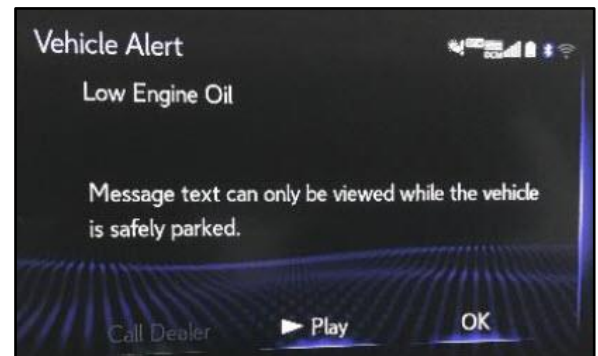 Vehicle Alert
DCM
Low Engine Oil
Message text can only be viewed while the vehicle
is safely parked.
Call Dealer
Play
OK